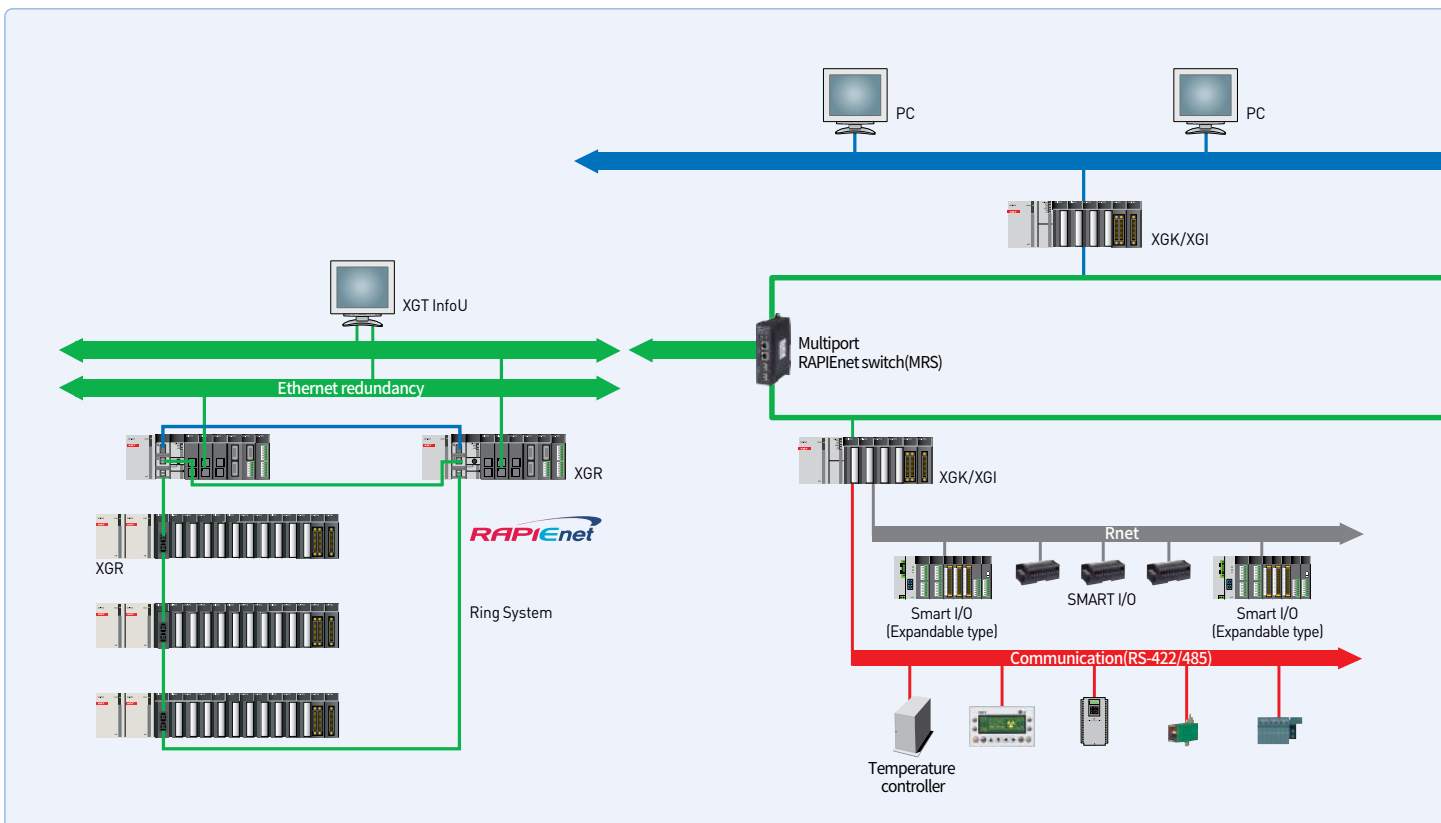 PC
PC
XGK/XGI
XGT InfoU
Multiport
RAPIEnet switch(MRS)
Ethernet redundancy
XGR
XGK/XGI
RAPIEnet
XGR
Rnet
Ring System
SMART I/O
Smart I/O
(Expandable type)
Smart I/O
(Expandable type)
Communication(RS-422/485)
Temperature
controller